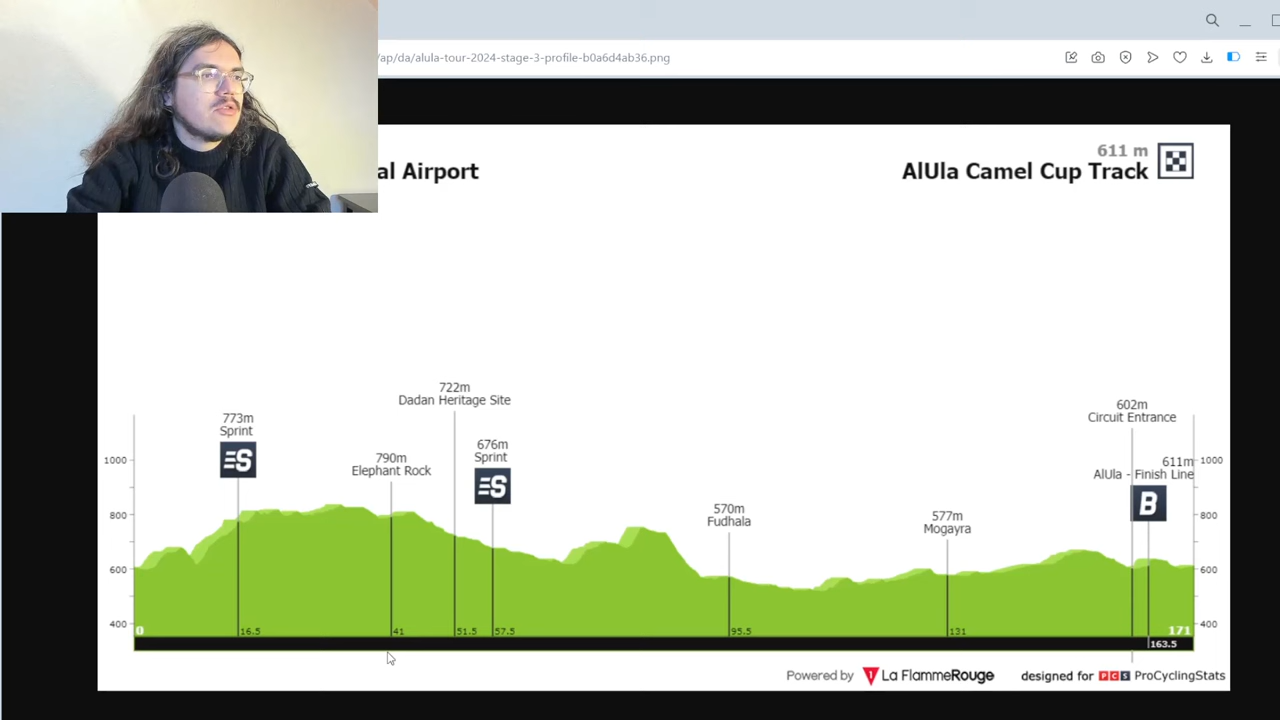 /ap/da/alula-tour-2024-stage-3-profile-b0a6d4ab36.png
al Airport
611 m
AlUla Camel Cup Track
773m
Sprint
790m
Elephant Rock
722m
Dadan Heritage Site
676m
Sprint
570m
Fudhala
577m
Mogayra
602m
Circuit Entrance
611m
AlUla - Finish Line
S
S
B
1000
800
600
400
1000
800
600
400
0
16.5
41
51.5
57.5
95.5
131
171
163.5
Powered by La FlammeRouge
designed for PCS ProCyclingStats